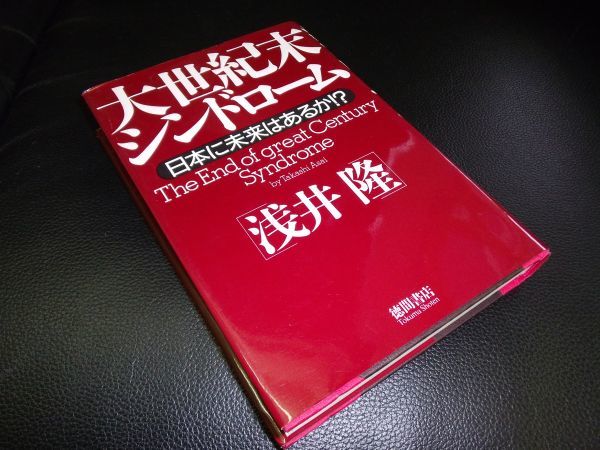 大世紀末
シンドローム
日本に未来はあるか!?
The End of great Century
Syndrome
by Takashi Asai
浅井 隆
徳間書店
Tokuma Shoten